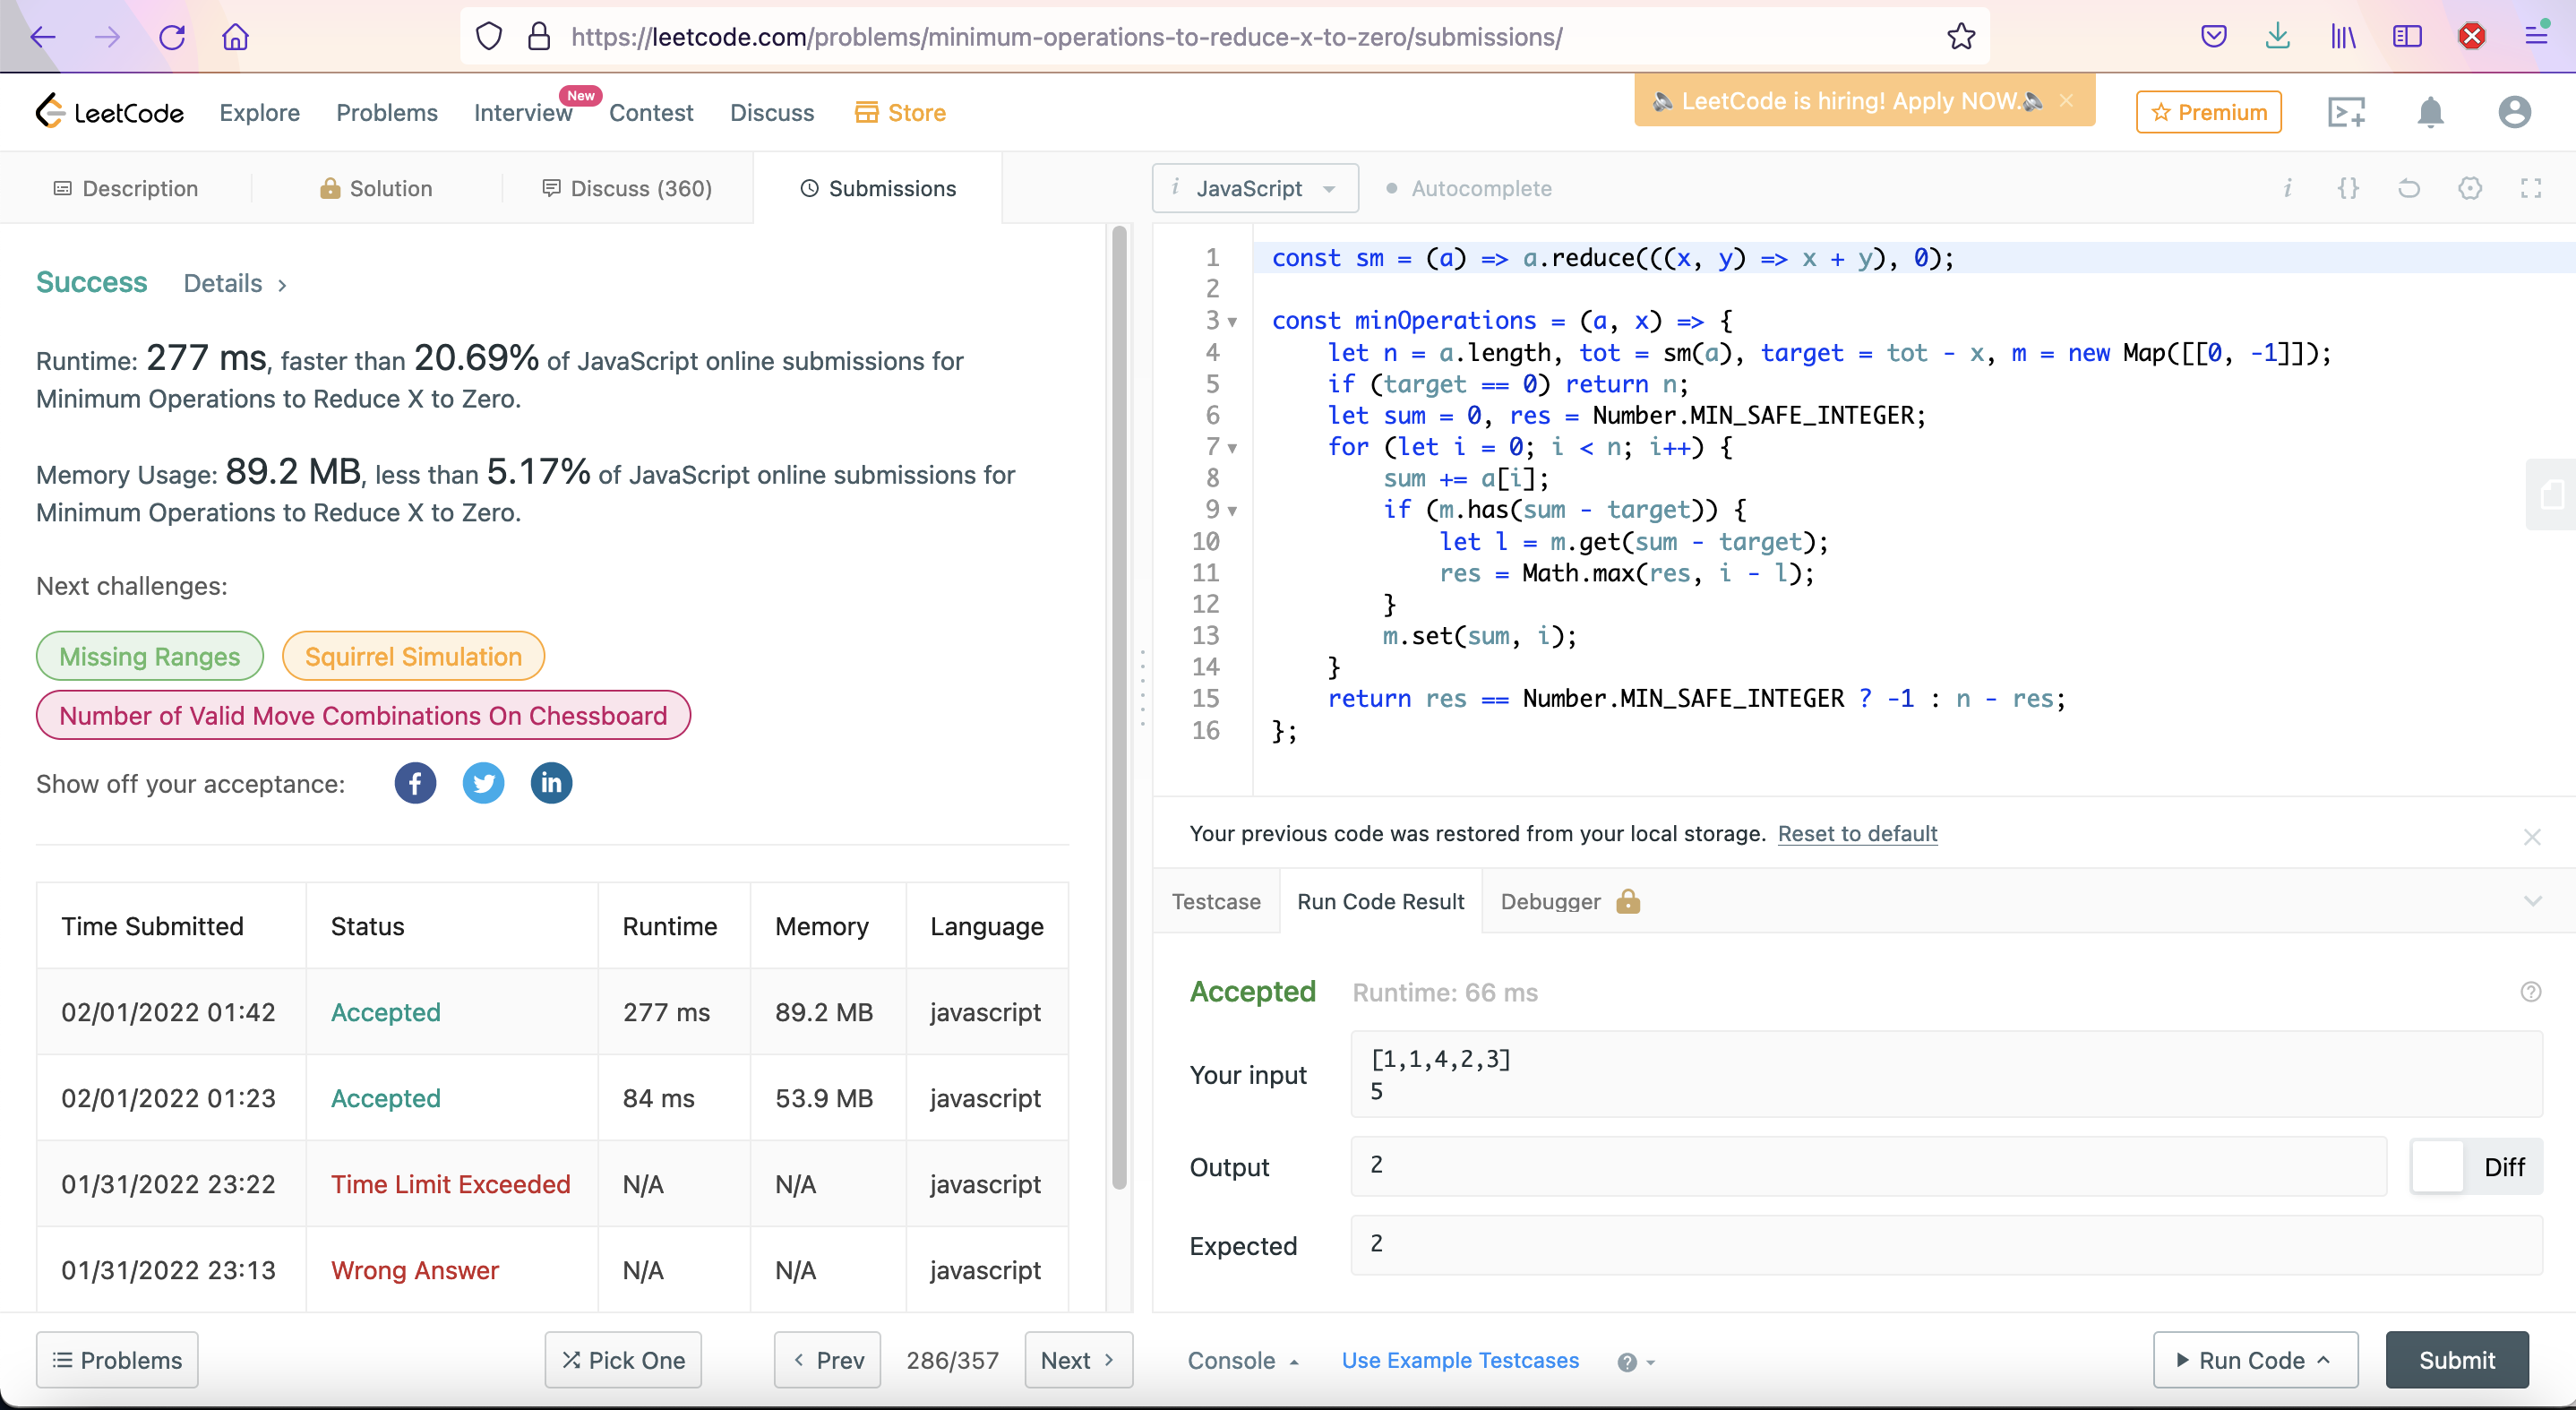 https://leetcode.com/problems/minimum-operations-to-reduce-x-to-zero/submissions/
LeetCode
Explore
Problems
Interview
New
Contest
Discuss
Store
LeetCode is hiring! Apply NOW.
Premium
Description
Solution
Discuss (360)
Submissions
i JavaScript
Autocomplete
Success
Details
Runtime: 277 ms, faster than 20.69% of JavaScript online submissions for
Minimum Operations to Reduce X to Zero.
Memory Usage: 89.2 MB, less than 5.17% of JavaScript online submissions for
Minimum Operations to Reduce X to Zero.
Next challenges:
Missing Ranges
Squirrel Simulation
Number of Valid Move Combinations On Chessboard
Show off your acceptance:
Time Submitted Status Runtime Memory Language
02/01/2022 01:42 Accepted 277 ms 89.2 MB javascript
02/01/2022 01:23 Accepted 84 ms 53.9 MB javascript
01/31/2022 23:22 Time Limit Exceeded N/A N/A javascript
01/31/2022 23:13 Wrong Answer N/A N/A javascript
Problems
Pick One
< Prev
286/357
Next >
1 const sm = (a) => a.reduce(((x, y) => x + y), 0);
2
3 const minOperations = (a, x) => {
4 let n = a.length, tot = sm(a), target = tot - x, m = new Map([[0, -1]]);
5 if (target == 0) return n;
6 let sum = 0, res = Number.MIN_SAFE_INTEGER;
7 for (let i = 0; i < n; i++) {
8 sum += a[i];
9 if (m.has(sum - target)) {
10 let l = m.get(sum - target);
11 res = Math.max(res, i - l);
12 }
13 m.set(sum, i);
14 }
15 return res == Number.MIN_SAFE_INTEGER ? -1 : n - res;
16 };
Your previous code was restored from your local storage. Reset to default
Testcase
Run Code Result
Debugger
Accepted
Runtime: 66 ms
Your input
[1,1,4,2,3]
5
Output
2
Diff
Expected
2
Console
Use Example Testcases
Run Code
Submit